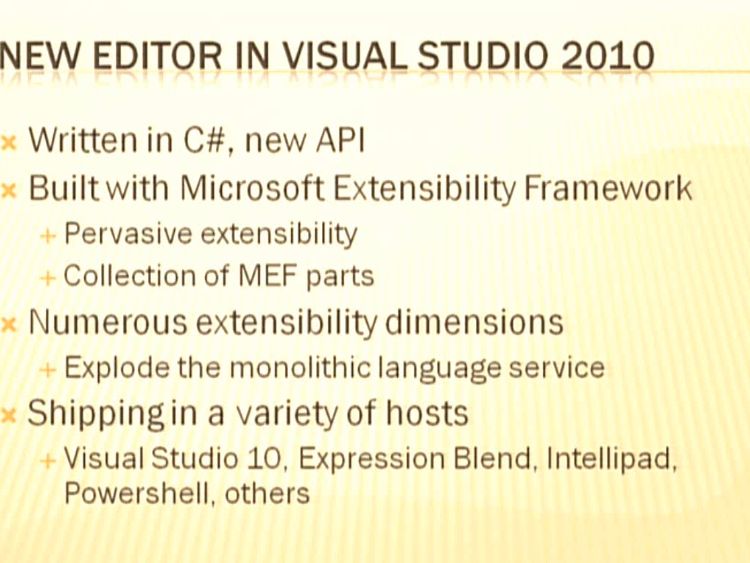 NEW EDITOR IN VISUAL STUDIO 2010
Written in C#, new API
Built with Microsoft Extensibility Framework
Pervasive extensibility
Collection of MEF parts
Numerous extensibility dimensions
Explode the monolithic language service
Shipping in a variety of hosts
Visual Studio 10, Expression Blend, Intellipad,
Powershell, others